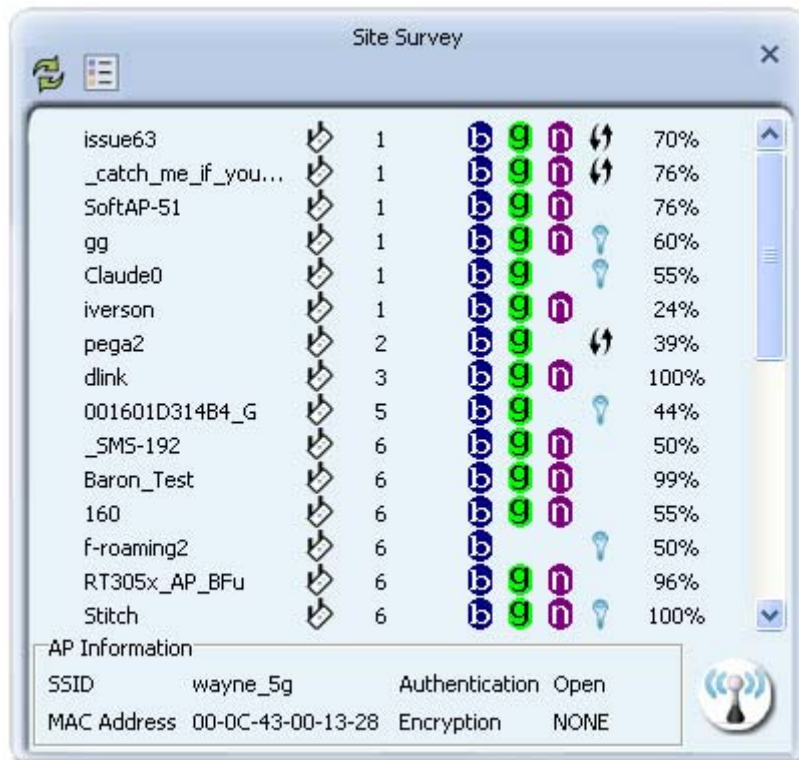 Site Survey
issue63 1 b g n 70%
_catch_me_if_you... 1 b g n 76%
SoftAP-51 1 b g n 76%
gg 1 b g n 60%
Claude0 1 b g 55%
iverson 1 b g n 24%
pega2 2 b g 39%
dlink 3 b g n 100%
001601D314B4_G 5 b g 44%
_SMS-192 6 b g n 50%
Baron_Test 6 b g n 99%
160 6 b g n 55%
f-roaming2 6 b 50%
RT305x_AP_BFu 6 b g n 96%
Stitch 6 b g n 100%
AP Information
SSID wayne_5g Authentication Open
MAC Address 00-0C-43-00-13-28 Encryption NONE